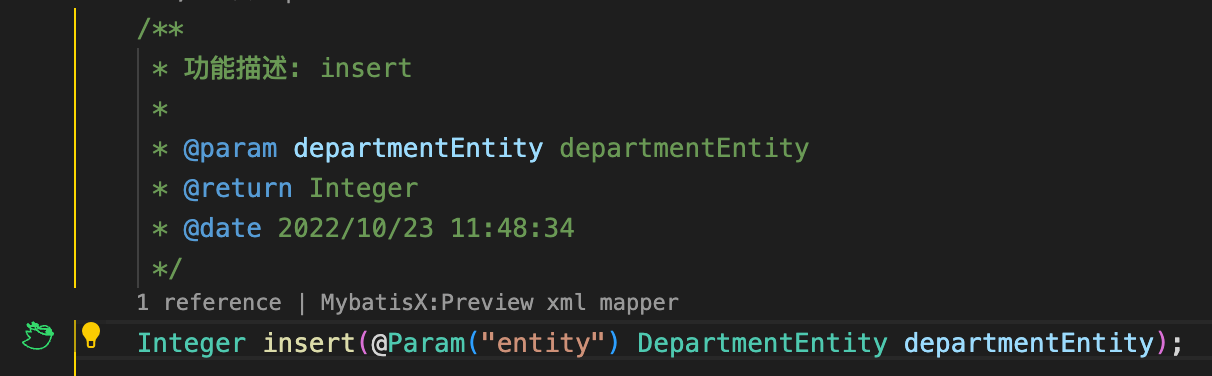 /**
* 功能描述: insert
*
* @param departmentEntity departmentEntity
* @return Integer
* @date 2022/10/23 11:48:34
*/
1 reference | MybatisX:Preview xml mapper
Integer insert(@Param("entity") DepartmentEntity departmentEntity);